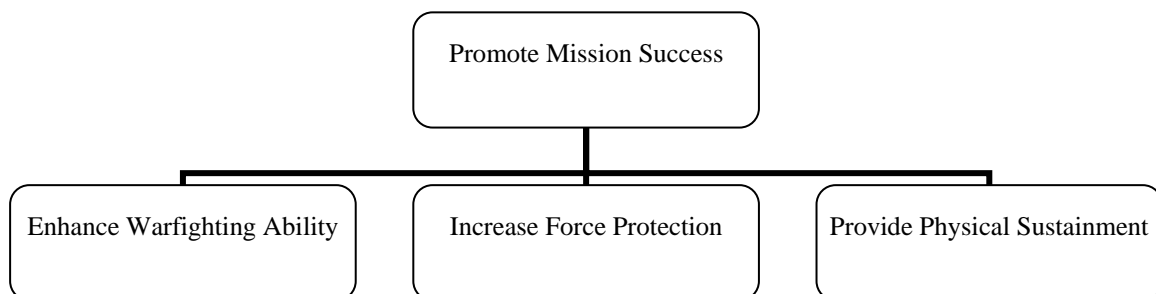 Promote Mission Success
Enhance Warfighting Ability
Increase Force Protection
Provide Physical Sustainment